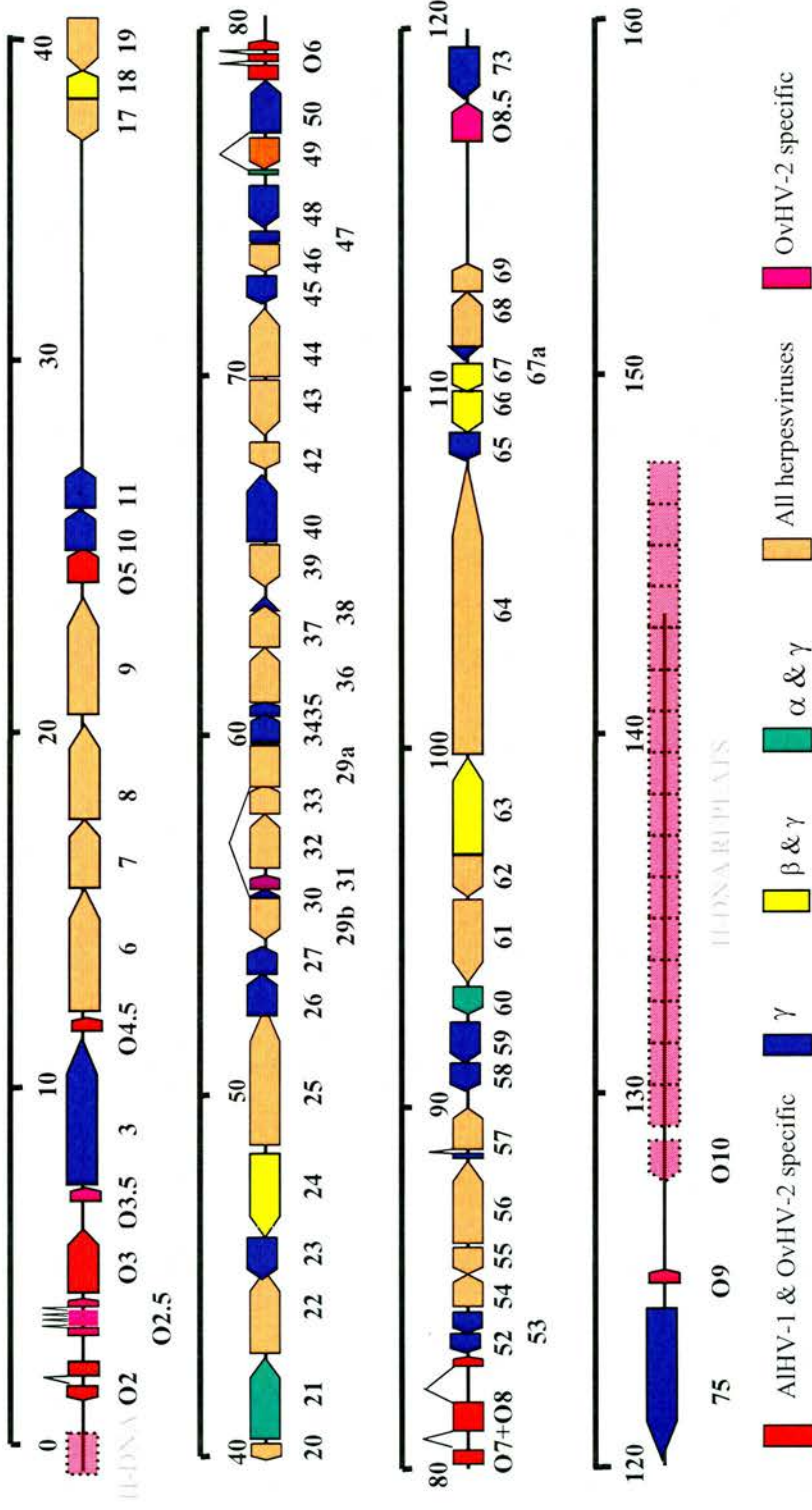 0 10 20 30 40
H-DNA O2 O2.5 O3 O3.5 3 O4.5 6 7 8 9 O5 10 11 17 18 19
40 50 60 70 80
20 21 22 23 24 25 26 27 29b 30 31 32 33 29a 34 35 36 37 38 39 40 42 43 44 45 46 47 48 49 50 O6
80 90 100 110 120
O7+O8 52 53 54 55 56 57 58 59 60 61 62 63 64 65 66 67 67a 68 69 O8.5 73
120 130 140 150 160
75 O9 O10 H-DNA REPEATS
AlHV-1 & OvHV-2 specific
γ
β & γ
α & γ
All herpesviruses
OvHV-2 specific